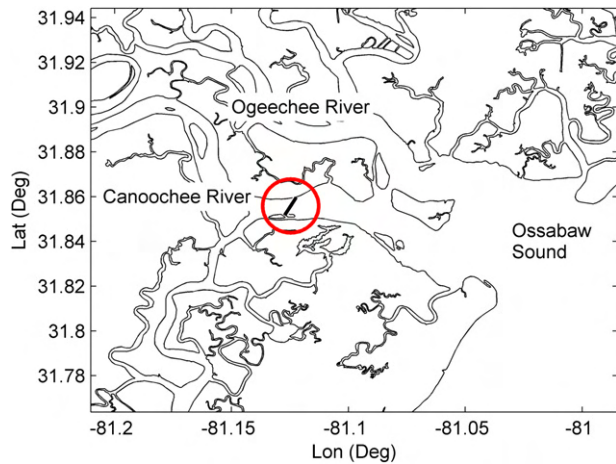 31.94
31.92
31.9
31.88
31.86
31.84
31.82
31.8
31.78
Lat (Deg)
Ogeechee River
Canoochee River
Ossabaw
Sound
-81.2
-81.15
-81.1
-81.05
-81
Lon (Deg)